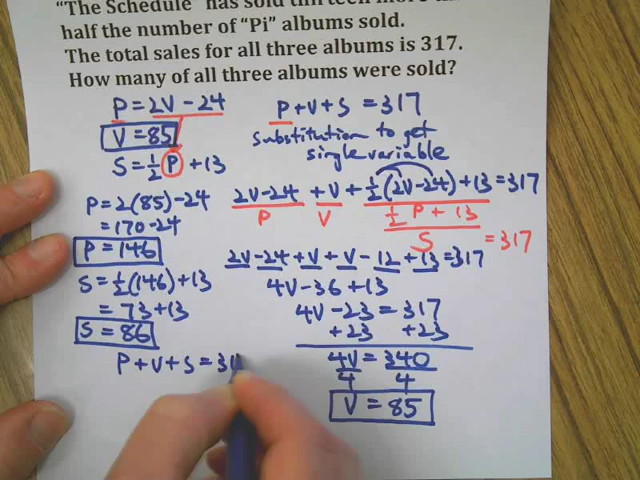 "The Schedule" has sold thirteen more
half the number of "Pi" albums sold.
The total sales for all three albums is 317.
How many of all three albums were sold?
P = 2V - 24
P + V + S = 317
V = 85
substitution to get
single variable
S = ½ P + 13
2V - 24 + V + ½(2V - 24) + 13 = 317
P V ½ P + 13
S = 317
P = 2(85) - 24
= 170 - 24
P = 146
2V - 24 + V + V - 12 + 13 = 317
4V - 36 + 13
S = ½(146) + 13
= 73 + 13
S = 86
4V - 23 = 317
+23 +23
4V = 340
4 4
V = 85
P + V + S = 3